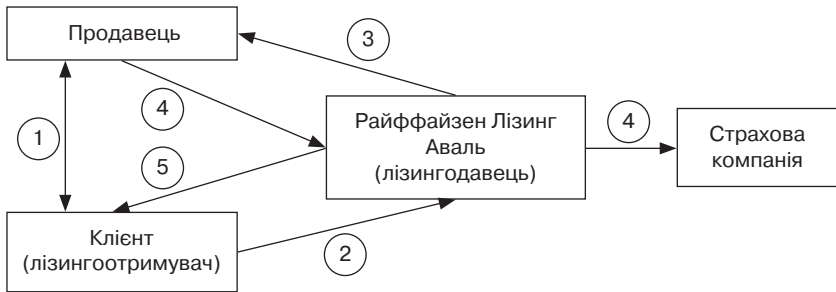 Продавець
3
1
4
Райффайзен Лізинг
Аваль
(лізингодавець)
4
Страхова
компанія
5
Клієнт
(лізингоотримувач)
2